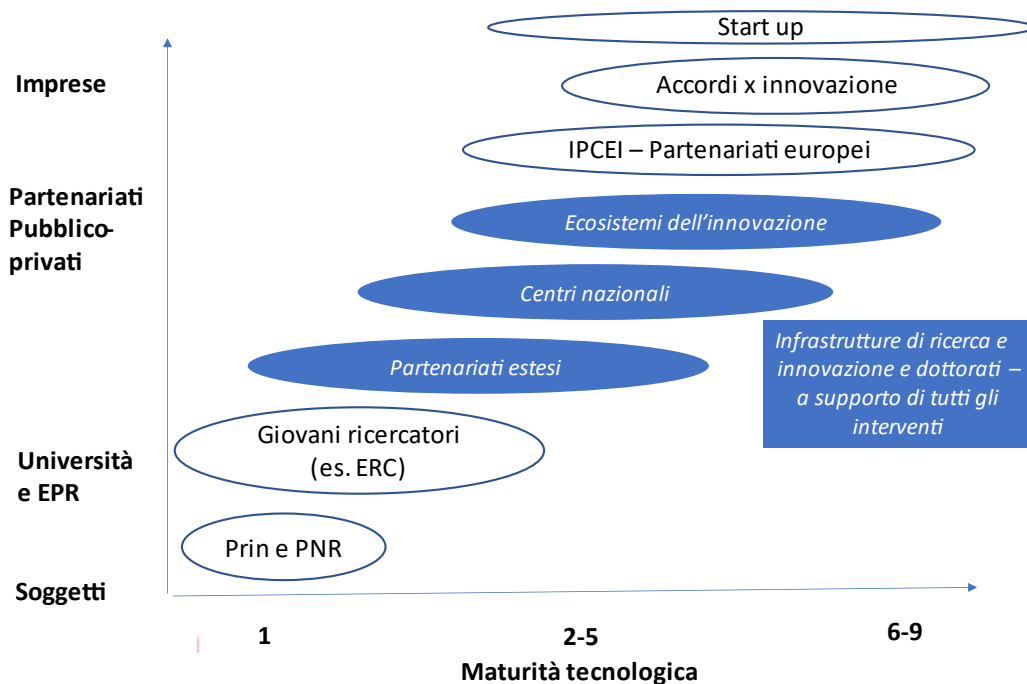 Start up
Imprese
Accordi x innovazione
IPCEI – Partenariati europei
Partenariati
Pubblico-
privati
Ecosistemi dell’innovazione
Centri nazionali
Infrastrutture di ricerca e
innovazione e dottorati –
a supporto di tutti gli
interventi
Partenariati estesi
Giovani ricercatori
(es. ERC)
Università
e EPR
Prin e PNR
Soggetti
1
2-5
6-9
Maturità tecnologica